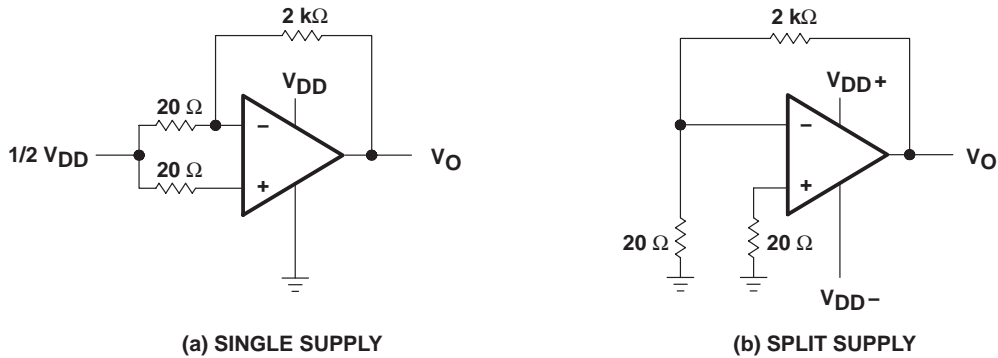 2 kΩ
VDD
20 Ω
−
1/2 VDD
20 Ω
+
VO
(a) SINGLE SUPPLY
2 kΩ
VDD+
−
VO
+
20 Ω
20 Ω
VDD−
(b) SPLIT SUPPLY